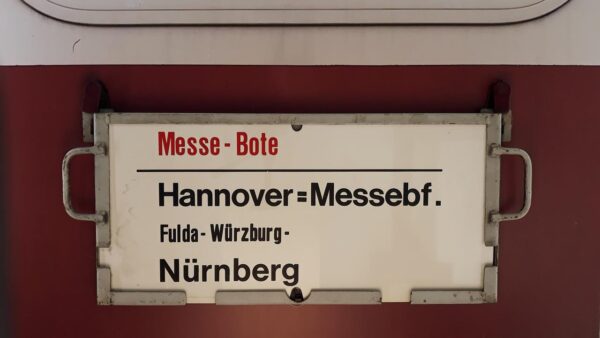 Messe - Bote
Hannover=Messebf.
Fulda - Würzburg -
Nürnberg